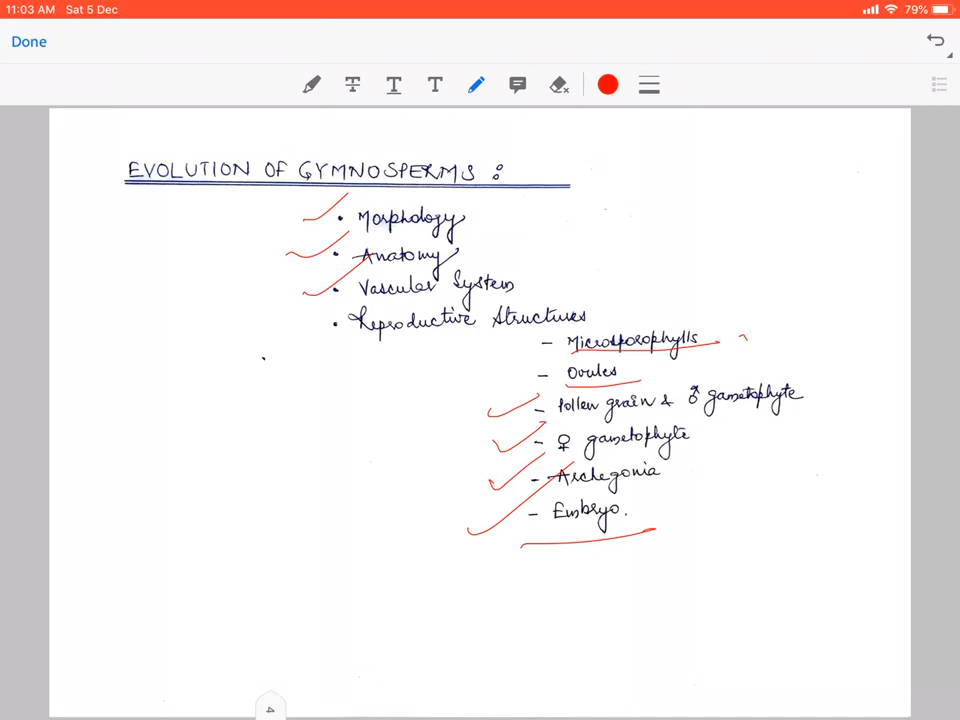 11:03 AM Sat 5 Dec 79%
Done
T T T
EVOLUTION OF GYMNOSPERMS :
• Morphology
• Anatomy
• Vascular System
• Reproductive Structures
– Microsporophylls
– Ovules
– Pollen grain & ♂ gametophyte
– ♀ gametophyte
– Archegonia
– Embryo.
4